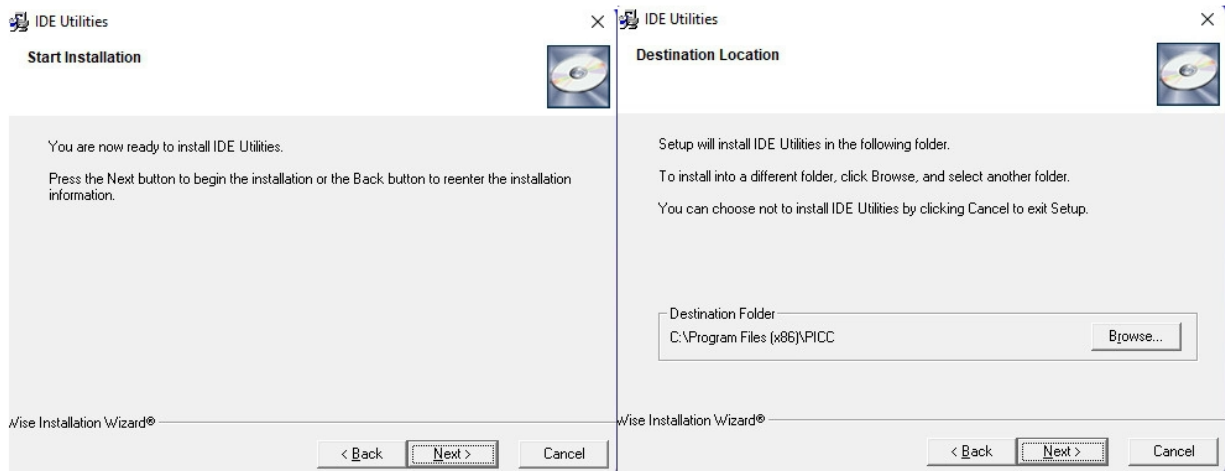 IDE Utilities
Start Installation
You are now ready to install IDE Utilities.
Press the Next button to begin the installation or the Back button to reenter the installation
information.
Wise Installation Wizard®
< Back
Next >
Cancel
IDE Utilities
Destination Location
Setup will install IDE Utilities in the following folder.
To install into a different folder, click Browse, and select another folder.
You can choose not to install IDE Utilities by clicking Cancel to exit Setup.
Destination Folder
C:\Program Files (x86)\PICC
Browse...
Wise Installation Wizard®
< Back
Next >
Cancel